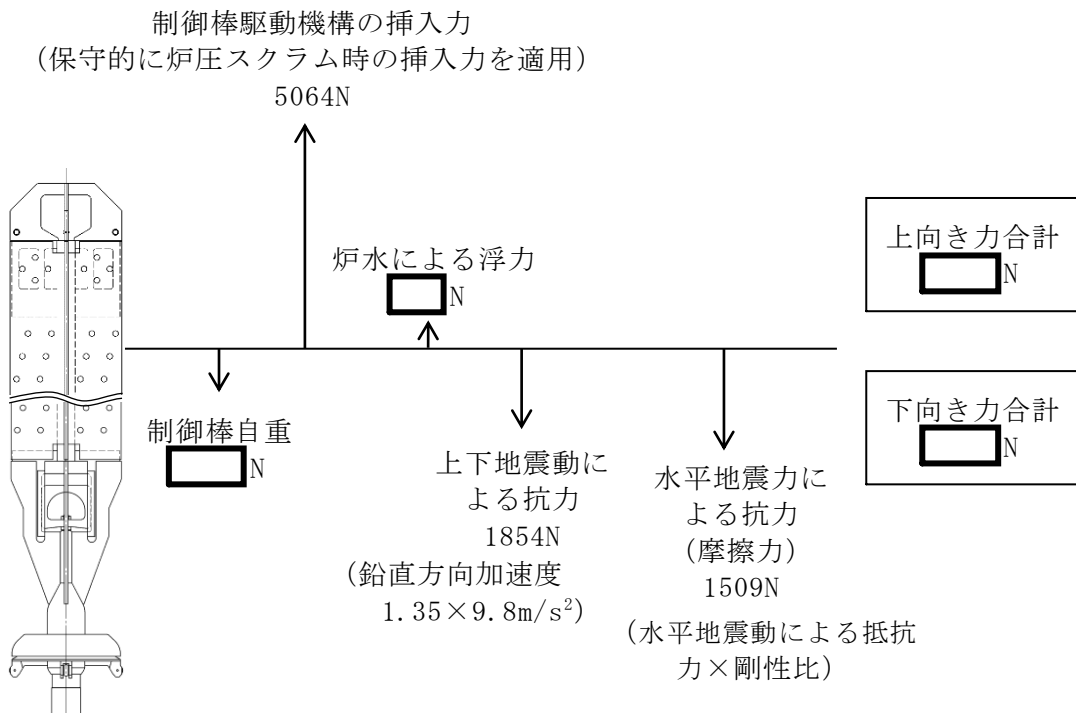 制御棒駆動機構の挿入力
（保守的に炉圧スクラム時の挿入力を適用）
5064N
炉水による浮力
N
上向き力合計
N
制御棒自重
N
上下地震動に
よる抗力
1854N
（鉛直方向加速度
1.35×9.8m/s²）
水平地震力に
よる抗力
（摩擦力）
1509N
（水平地震動による抵抗
力×剛性比）
下向き力合計
N